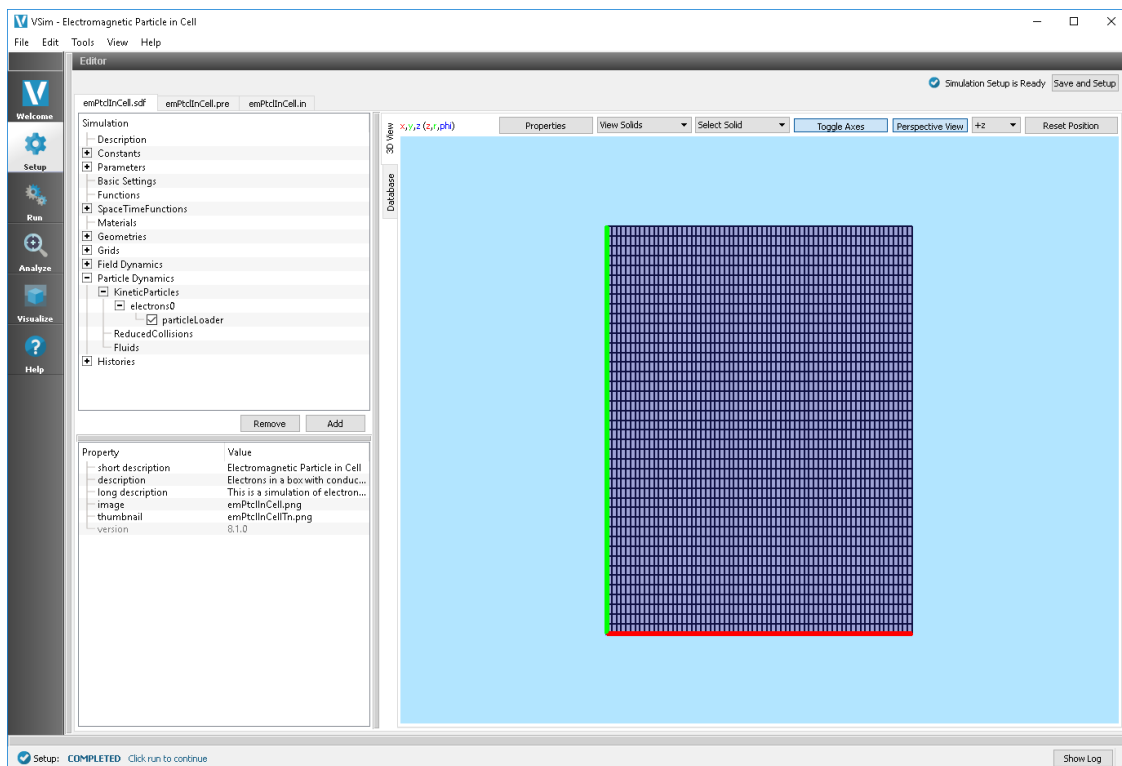 VSim - Electromagnetic Particle in Cell
File Edit Tools View Help
Editor
Simulation Setup is Ready Save and Setup
emPtclInCell.sdf emPtclInCell.pre emPtclInCell.in
Welcome
Setup
Run
Analyze
Visualize
Help
Simulation
Description
Constants
Parameters
Basic Settings
Functions
SpaceTimeFunctions
Materials
Geometries
Grids
Field Dynamics
Particle Dynamics
KineticParticles
electrons0
particleLoader
ReducedCollisions
Fluids
Histories
Remove Add
Property Value
short description Electromagnetic Particle in Cell
description Electrons in a box with conduc...
long description This is a simulation of electron...
image emPtclInCell.png
thumbnail emPtclInCellTn.png
version 8.1.0
3D View
Database
x,y,z (z,r,phi) Properties View Solids Select Solid Toggle Axes Perspective View +z Reset Position
Setup: COMPLETED Click run to continue Show Log